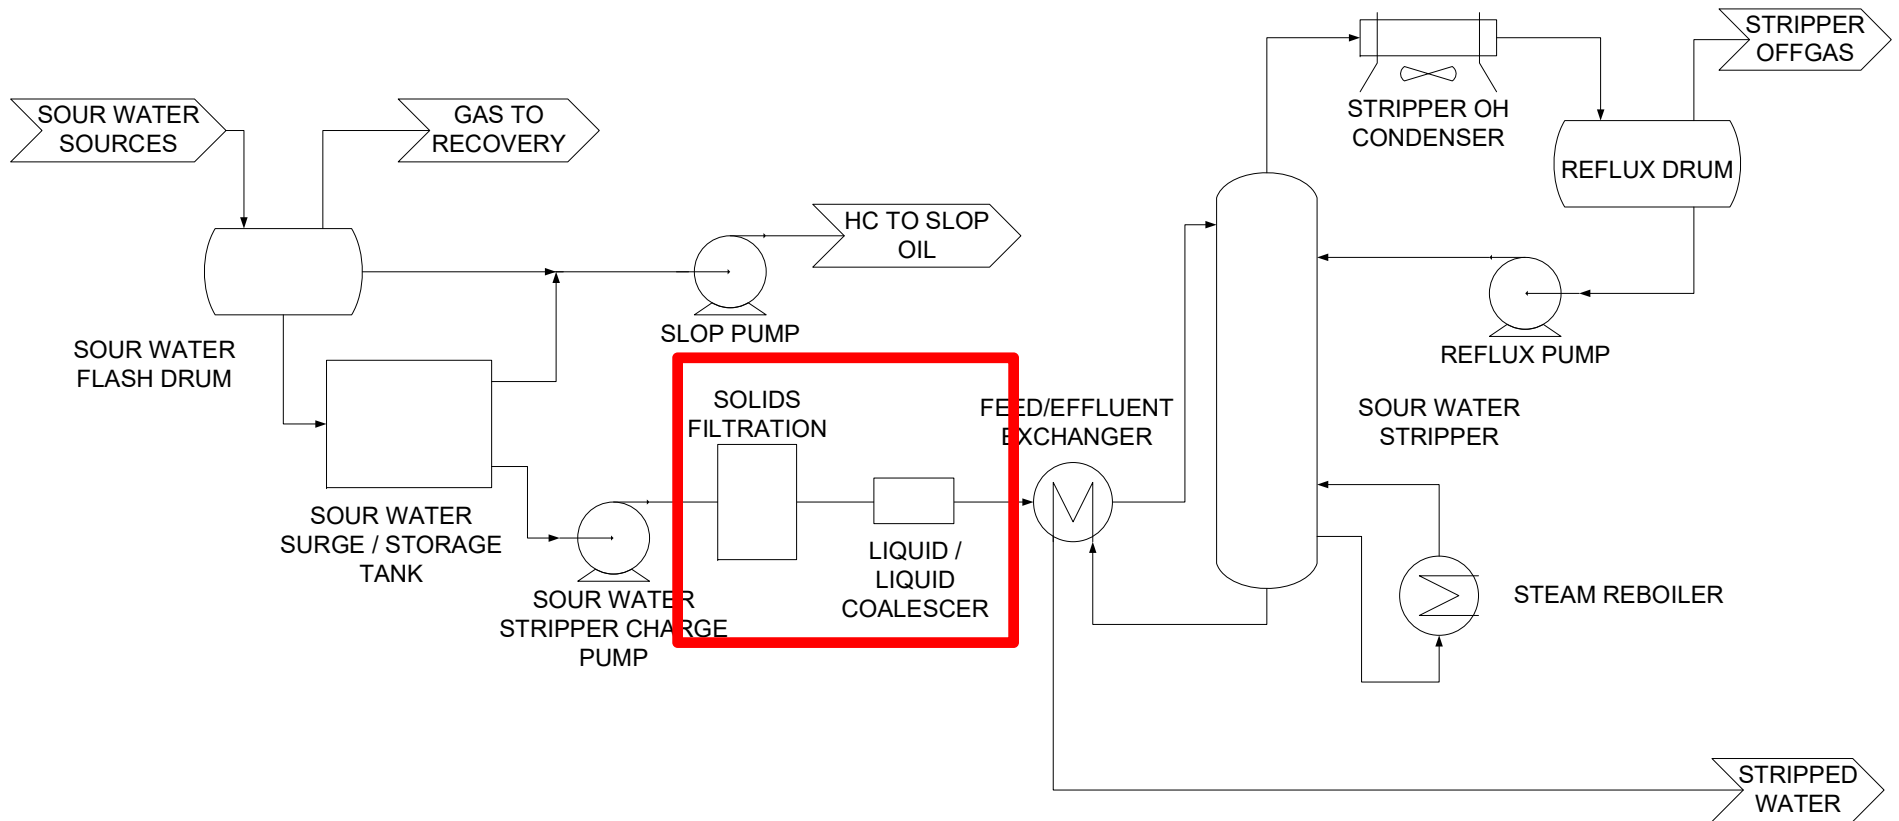 STRIPPER
OFFGAS
SOUR WATER
SOURCES
GAS TO
RECOVERY
STRIPPER OH
CONDENSER
REFLUX DRUM
HC TO SLOP
OIL
SLOP PUMP
REFLUX PUMP
SOUR WATER
FLASH DRUM
SOLIDS
FILTRATION
FEED/EFFLUENT
EXCHANGER
SOUR WATER
STRIPPER
SOUR WATER
SURGE / STORAGE
TANK
LIQUID /
LIQUID
COALESCER
SOUR WATER
STRIPPER CHARGE
PUMP
STEAM REBOILER
STRIPPED
WATER